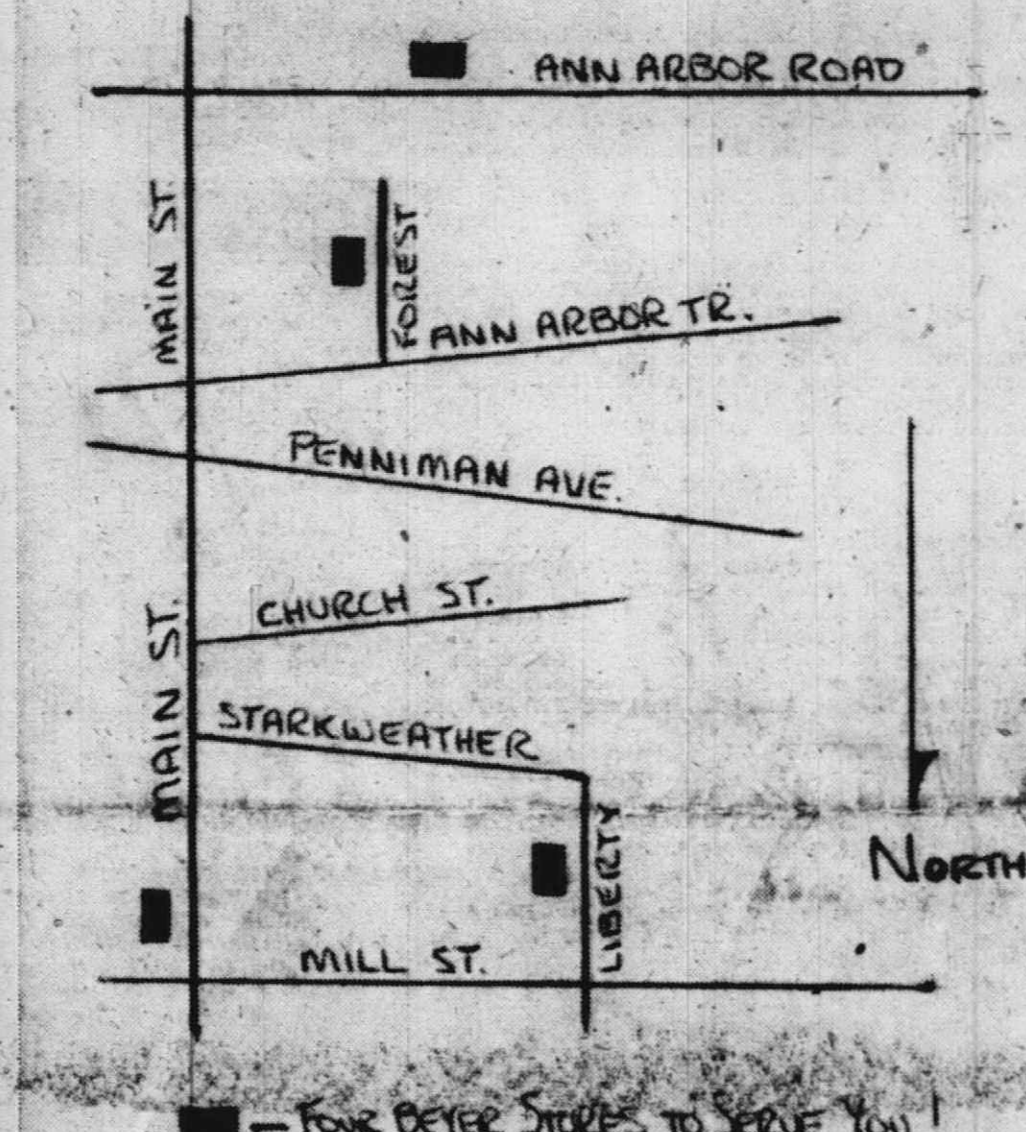 ANN ARBOR ROAD
MAIN ST.
FOREST
ANN ARBOR TR.
PENNIMAN AVE.
CHURCH ST.
MAIN ST.
STARKWEATHER
LIBERTY
NORTH
MILL ST.
— FOUR BEYER STORES TO SERVE YOU!